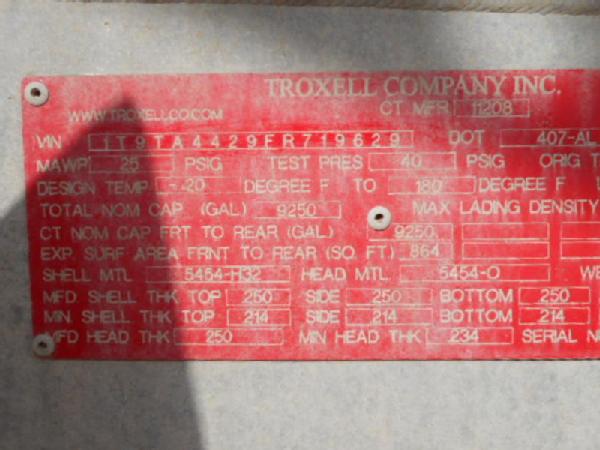 TROXELL COMPANY INC.
WWW.TROXELLCO.COM CT MFR 11208
VIN 1T9TA4429FR719629 DOT 407-AL
MAWP 25 PSIG TEST PRES 40 PSIG ORIG T
DESIGN TEMP -20 DEGREE F TO 180 DEGREE F
TOTAL NOM CAP (GAL) 9250 MAX LADING DENSITY
CT NOM CAP FRT TO REAR (GAL) 9250
EXP. SURF AREA FRNT TO REAR (SQ. FT) 864
SHELL MTL 5454-H32 HEAD MTL 5454-O WE
MFD SHELL THK TOP 250 SIDE 250 BOTTOM 250
MIN SHELL THK TOP 214 SIDE 214 BOTTOM 214
MFD HEAD THK 250 MIN HEAD THK 234 SERIAL N